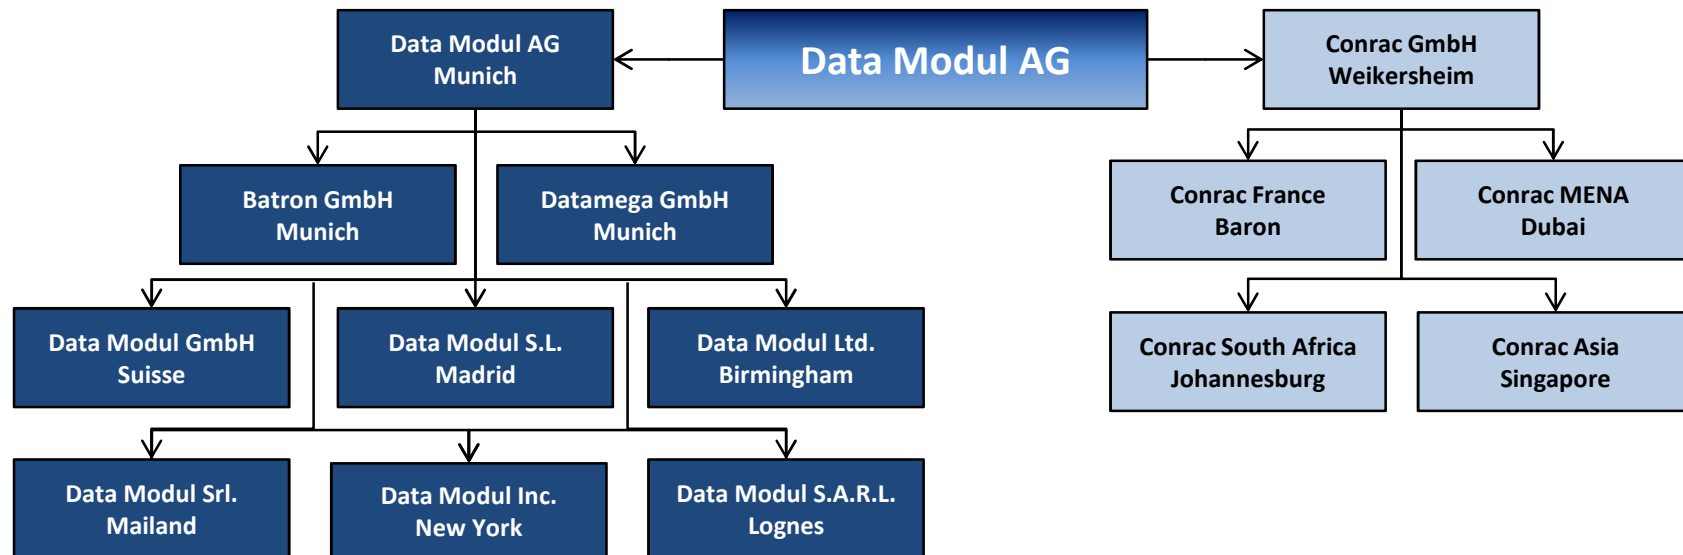 Data Modul AG
Munich
Data Modul AG
Conrac GmbH
Weikersheim
Batron GmbH
Munich
Datamega GmbH
Munich
Conrac France
Baron
Conrac MENA
Dubai
Data Modul GmbH
Suisse
Data Modul S.L.
Madrid
Data Modul Ltd.
Birmingham
Conrac South Africa
Johannesburg
Conrac Asia
Singapore
Data Modul Srl.
Mailand
Data Modul Inc.
New York
Data Modul S.A.R.L.
Lognes